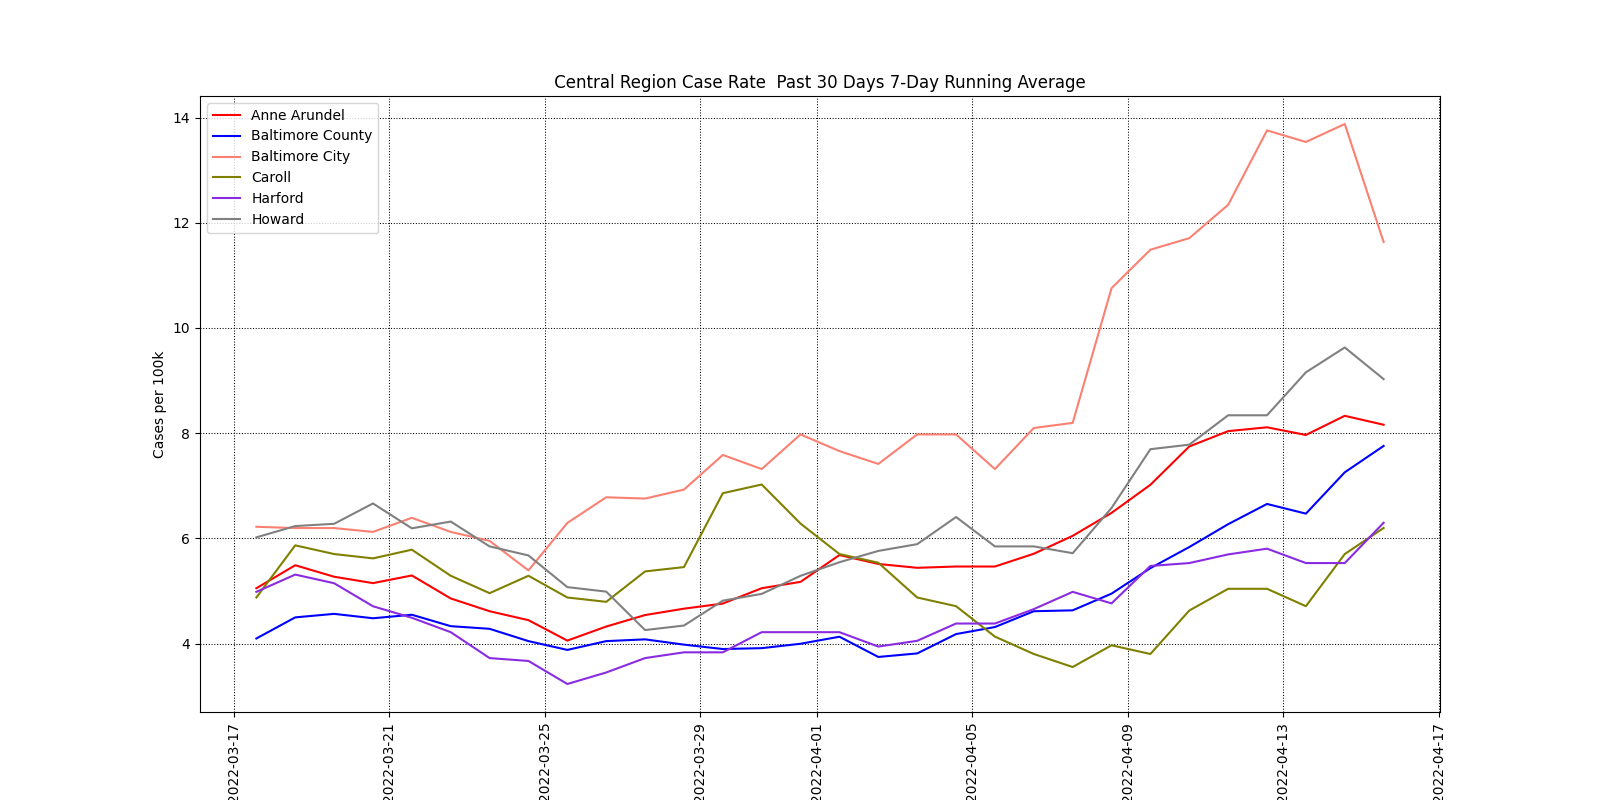 Central Region Case Rate  Past 30 Days 7-Day Running Average
Anne Arundel
Baltimore County
Baltimore City
Caroll
Harford
Howard
Cases per 100k
14
12
10
8
6
4
2022-03-17
2022-03-21
2022-03-25
2022-03-29
2022-04-01
2022-04-05
2022-04-09
2022-04-13
2022-04-17